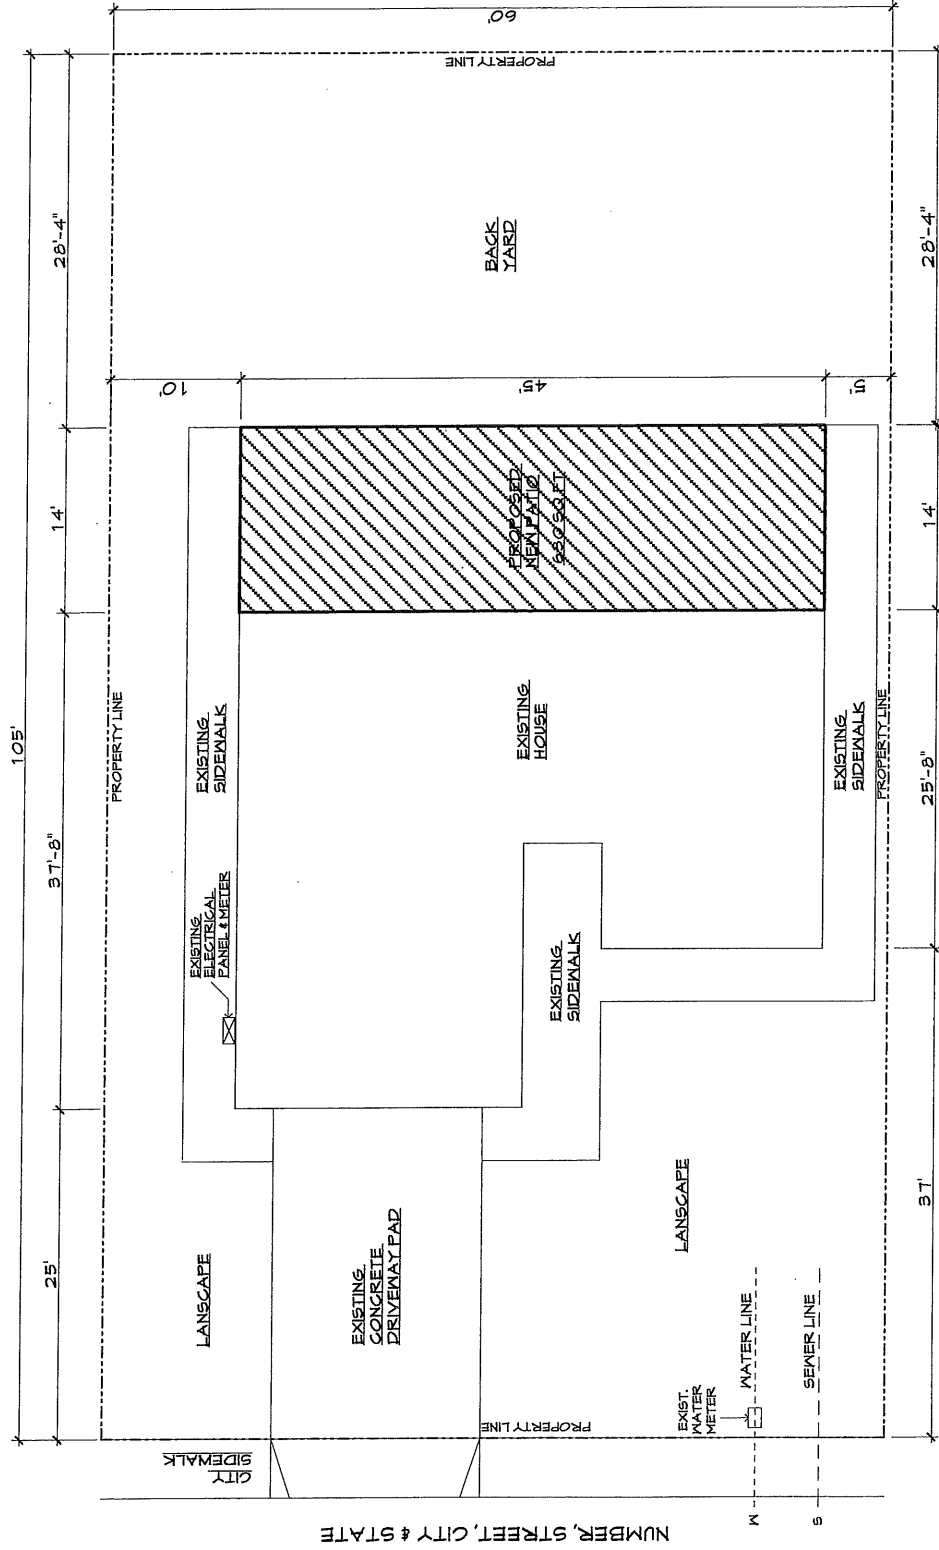 60'
105'
28'-4"
14'
37'-8"
25'
PROPERTY LINE
BACK
YARD
10'
45'
5'
28'-4"
14'
25'-8"
37'
PROPOSED
NEW PATIO
630 SQ.FT.
PROPERTY LINE
EXISTING
SIDEWALK
EXISTING
HOUSE
EXISTING
SIDEWALK
PROPERTY LINE
EXISTING
ELECTRICAL
PANEL & METER
EXISTING
SIDEWALK
LANSCAPE
EXISTING
CONCRETE
DRIVEWAY PAD
LANSCAPE
WATER LINE
SEWER LINE
EXIST.
WATER
METER
PROPERTY LINE
CITY
SIDEWALK
W
S
NUMBER, STREET, CITY & STATE